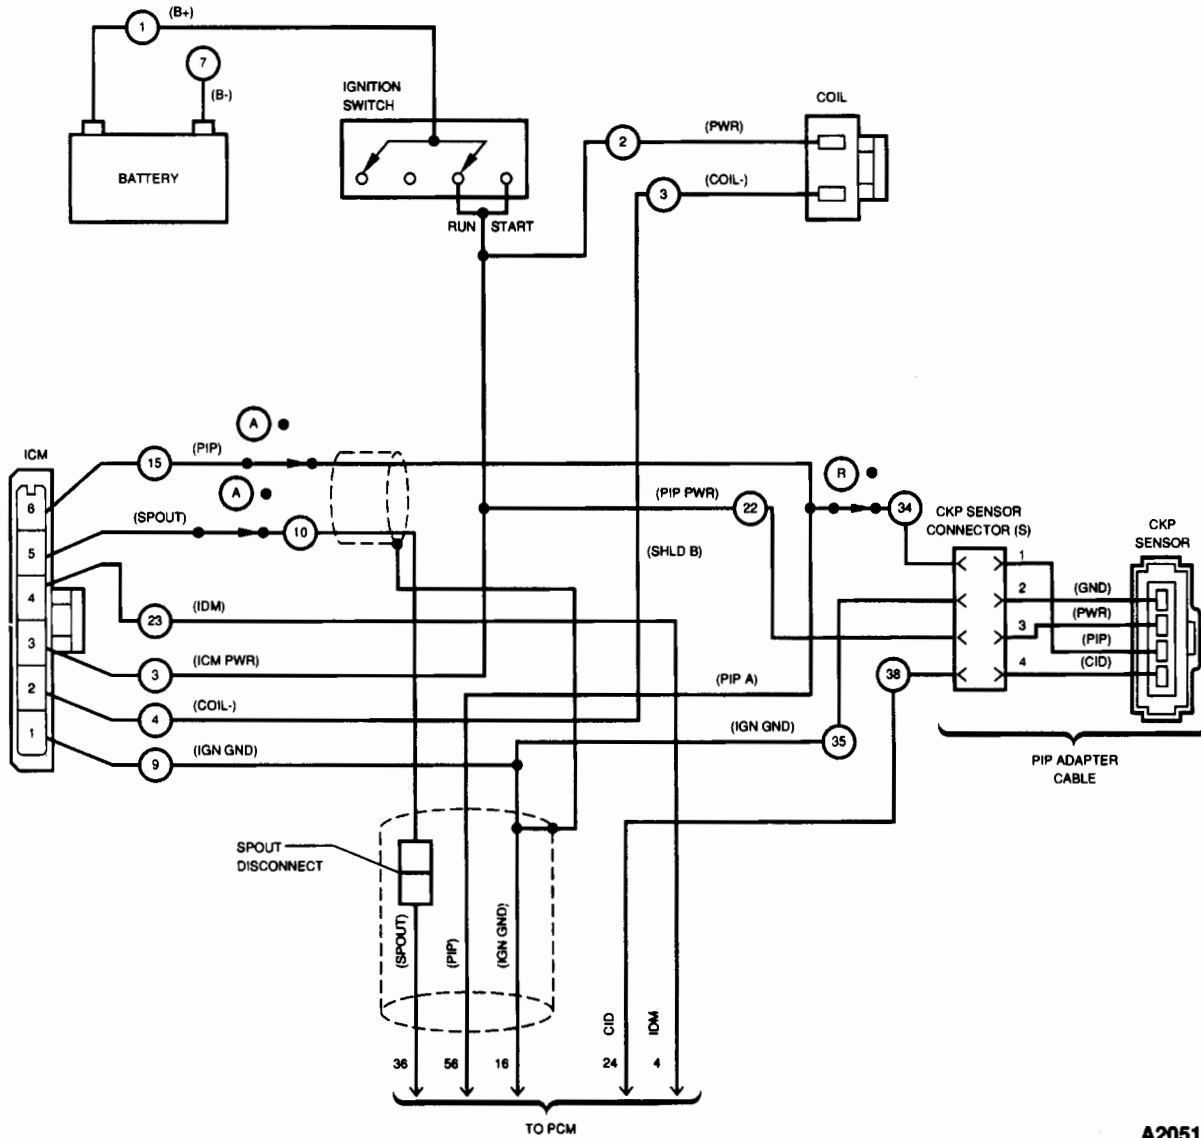 1
(B+)
7
(B-)
BATTERY
IGNITION
SWITCH
RUN
START
COIL
2
(PWR)
3
(COIL-)
A
ICM
15
(PIP)
A
(SPOUT)
10
6
5
4
3
2
1
23
(IDM)
3
(ICM PWR)
4
(COIL-)
9
(IGN GND)
(PIP PWR)
22
R
34
(SHLD B)
CKP SENSOR
CONNECTOR (S)
CKP
SENSOR
1
2
3
4
(GND)
(PWR)
(PIP)
(CID)
38
(PIP A)
(IGN GND)
35
PIP ADAPTER
CABLE
SPOUT
DISCONNECT
(SPOUT)
(PIP)
(IGN GND)
CID
IDM
36
56
16
24
4
TO PCM
A2051